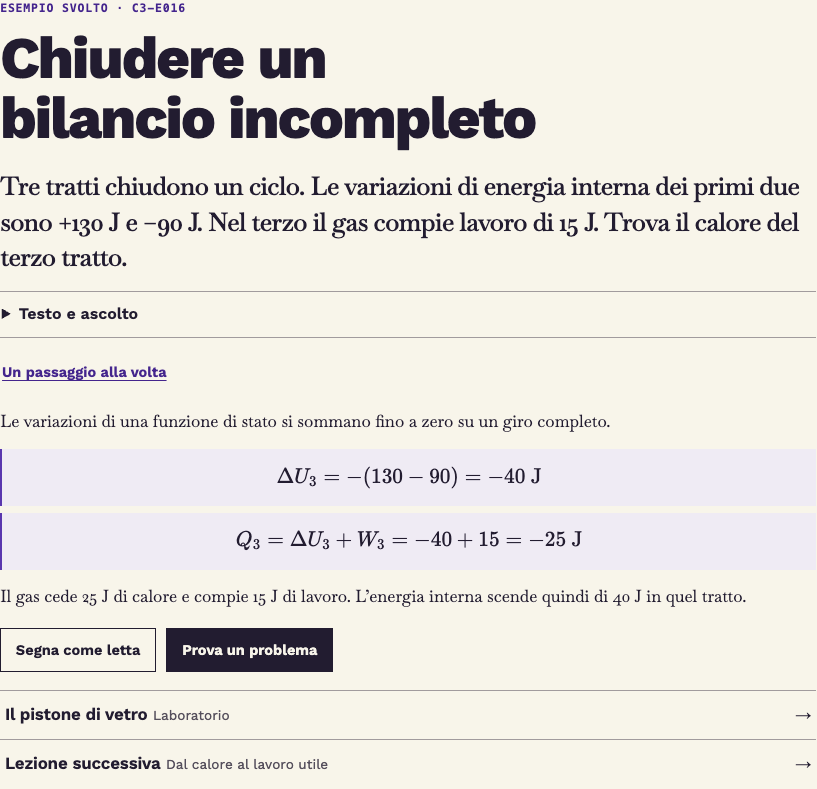 ESEMPIO SVOLTO · C3–E016
Chiudere un
bilancio incompleto
Tre tratti chiudono un ciclo. Le variazioni di energia interna dei primi due
sono +130 J e −90 J. Nel terzo il gas compie lavoro di 15 J. Trova il calore del
terzo tratto.
Testo e ascolto
Un passaggio alla volta
Le variazioni di una funzione di stato si sommano fino a zero su un giro completo.
ΔU₃ = −(130 − 90) = −40 J
Q₃ = ΔU₃ + W₃ = −40 + 15 = −25 J
Il gas cede 25 J di calore e compie 15 J di lavoro. L’energia interna scende quindi di 40 J in quel tratto.
Segna come letta
Prova un problema
Il pistone di vetro Laboratorio →
Lezione successiva Dal calore al lavoro utile →